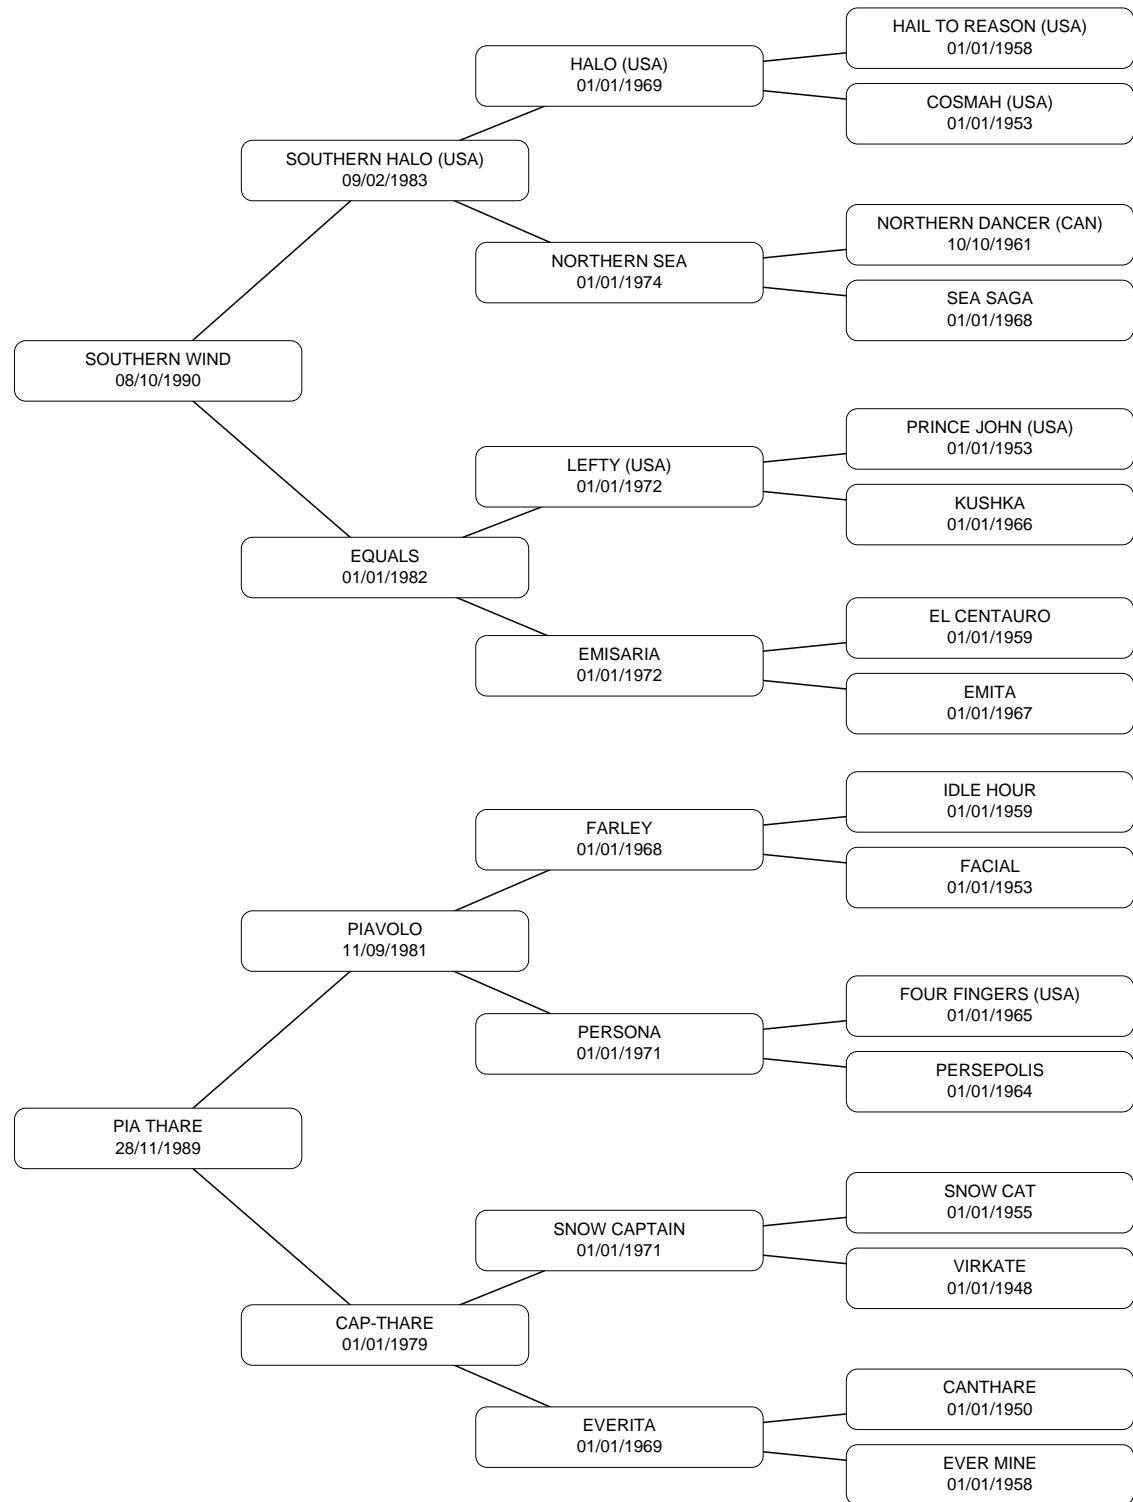 HAIL TO REASON (USA)
01/01/1958
HALO (USA)
01/01/1969
COSMAH (USA)
01/01/1953
SOUTHERN HALO (USA)
09/02/1983
NORTHERN DANCER (CAN)
10/10/1961
NORTHERN SEA
01/01/1974
SEA SAGA
01/01/1968
SOUTHERN WIND
08/10/1990
PRINCE JOHN (USA)
01/01/1953
LEFTY (USA)
01/01/1972
KUSHKA
01/01/1966
EQUALS
01/01/1982
EL CENTAURO
01/01/1959
EMISARIA
01/01/1972
EMITA
01/01/1967
IDLE HOUR
01/01/1959
FARLEY
01/01/1968
FACIAL
01/01/1953
PIAVOLO
11/09/1981
FOUR FINGERS (USA)
01/01/1965
PERSONA
01/01/1971
PERSEPOLIS
01/01/1964
PIA THARE
28/11/1989
SNOW CAT
01/01/1955
SNOW CAPTAIN
01/01/1971
VIRKATE
01/01/1948
CAP-THARE
01/01/1979
CANTHARE
01/01/1950
EVERITA
01/01/1969
EVER MINE
01/01/1958